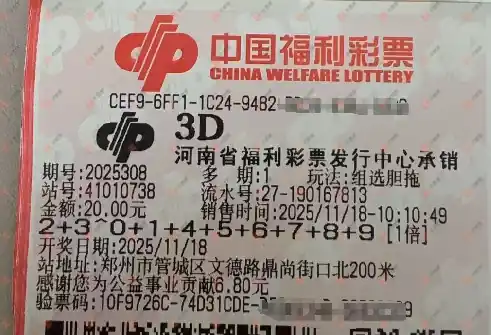 中国福利彩票
CHINA WELFARE LOTTERY
CEF9-6FF1-1C24-9482-
3D
河南省福利彩票发行中心承销
期号:2025308 多 期:1 玩法:组选胆拖
站号:41010738 流水号:27-190167813
金额:20.00元 销售时间:2025/11/18-10:10:49
2+3*0+1+4+5+6+7+8+9 [1倍]
开奖日期:2025/11/18
站地址:郑州市管城区文德路鼎尚街口北200米
感谢您为公益事业贡献6.80元
验票码:10F9726C-74D31CDE-